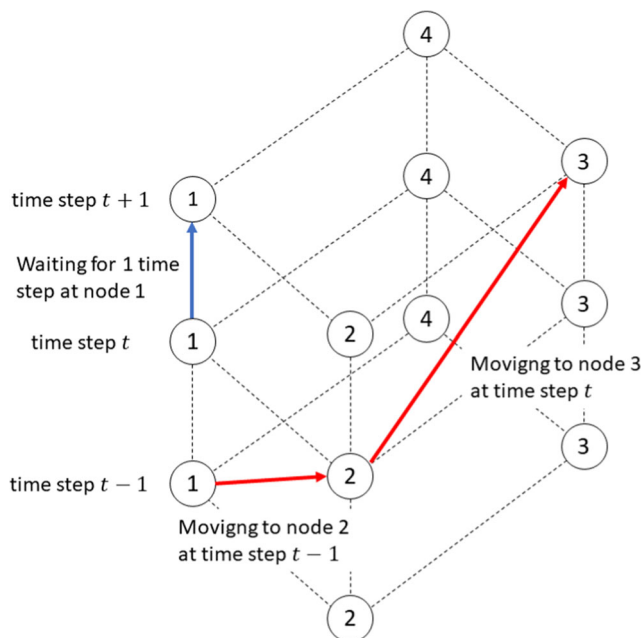 4
4
3
time step t + 1
1
Waiting for 1 time
step at node 1
4
3
time step t
1
2
Movigng to node 3
at time step t
3
time step t − 1
1
2
Movigng to node 2
at time step t − 1
2